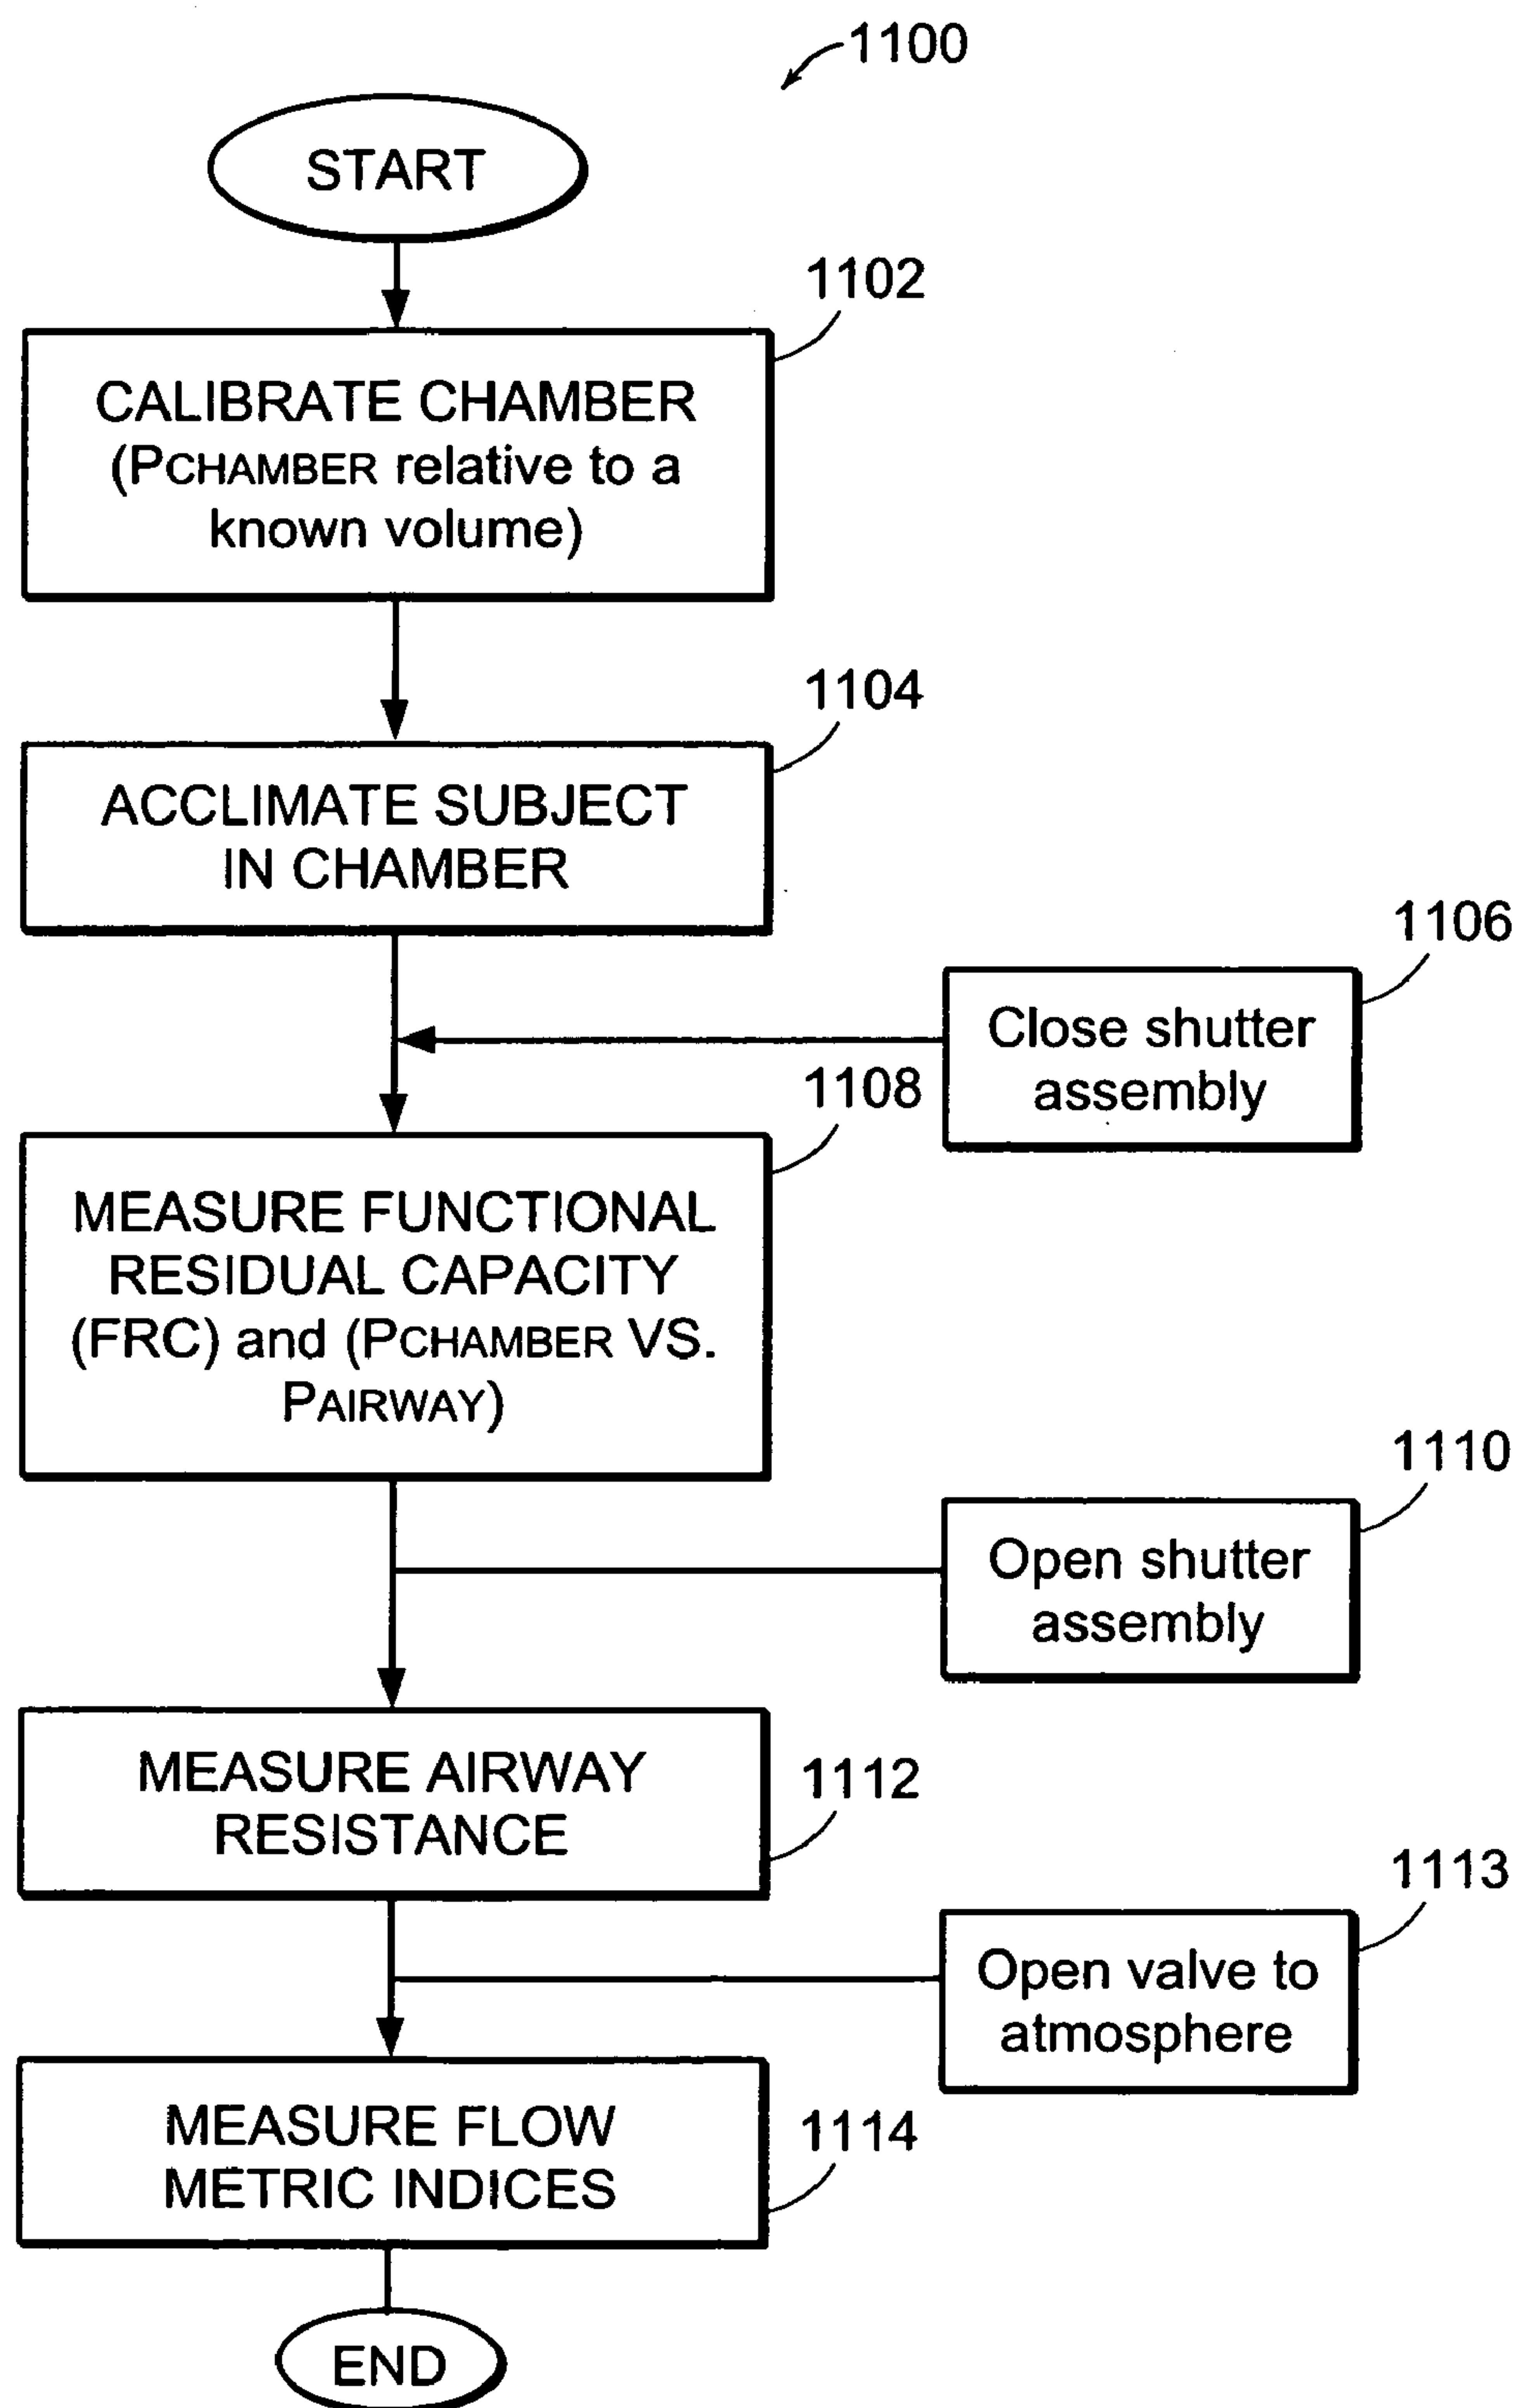 1100
START
1102
CALIBRATE CHAMBER
(PCHAMBER relative to a
known volume)
1104
ACCLIMATE SUBJECT
IN CHAMBER
1106
Close shutter
assembly
1108
MEASURE FUNCTIONAL
RESIDUAL CAPACITY
(FRC) and (PCHAMBER VS.
PAIRWAY)
1110
Open shutter
assembly
1112
MEASURE AIRWAY
RESISTANCE
1113
Open valve to
atmosphere
1114
MEASURE FLOW
METRIC INDICES
END